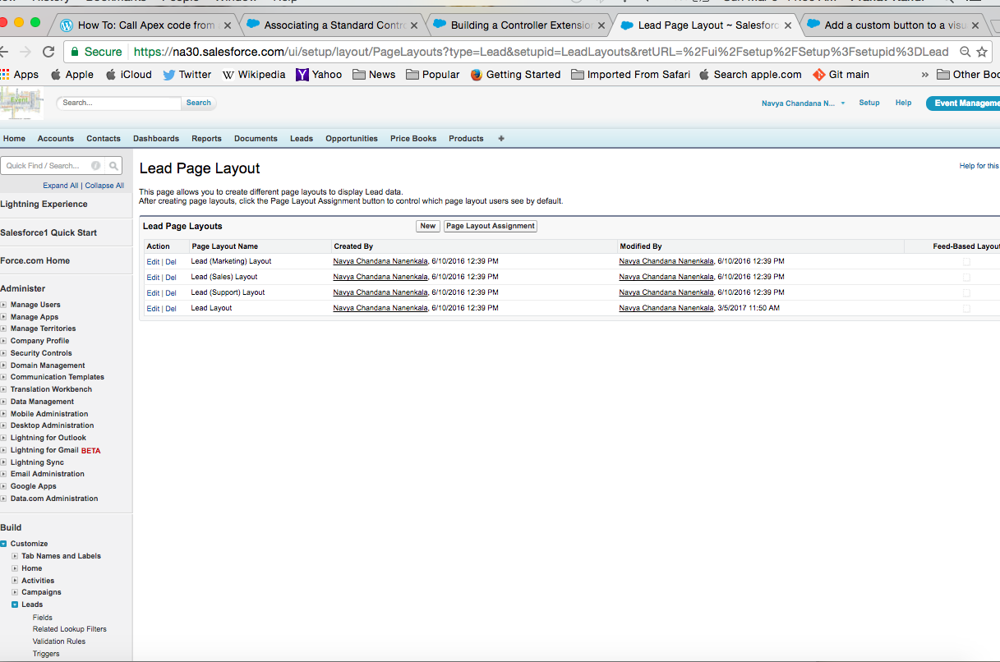 How To: Call Apex code from
Associating a Standard Contro
Building a Controller Extension
Lead Page Layout ~ Salesforc
Add a custom button to a visu
Secure https://na30.salesforce.com/ui/setup/layout/PageLayouts?type=Lead&setupid=LeadLayouts&retURL=%2Fui%2Fsetup%2FSetup%3Fsetupid%3DLead
Apps Apple iCloud Twitter Wikipedia Yahoo News Popular Getting Started Imported From Safari Search apple.com Git main » Other Boo
Search... Search
Navya Chandana N... Setup Help Event Manageme
Home Accounts Contacts Dashboards Reports Documents Leads Opportunities Price Books Products +
Quick Find / Search...
Expand All | Collapse All
Lightning Experience
Salesforce1 Quick Start
Force.com Home
Administer
Manage Users
Manage Apps
Manage Territories
Company Profile
Security Controls
Domain Management
Communication Templates
Translation Workbench
Data Management
Mobile Administration
Desktop Administration
Lightning for Outlook
Lightning for Gmail BETA
Lightning Sync
Email Administration
Google Apps
Data.com Administration
Build
Customize
Tab Names and Labels
Home
Activities
Campaigns
Leads
Fields
Related Lookup Filters
Validation Rules
Triggers
Lead Page Layout
Help for this
This page allows you to create different page layouts to display Lead data.
After creating page layouts, click the Page Layout Assignment button to control which page layout users see by default.
Lead Page Layouts New Page Layout Assignment
Action Page Layout Name Created By Modified By Feed-Based Layout
Edit | Del Lead (Marketing) Layout Navya Chandana Nanenkala, 6/10/2016 12:39 PM Navya Chandana Nanenkala, 6/10/2016 12:39 PM
Edit | Del Lead (Sales) Layout Navya Chandana Nanenkala, 6/10/2016 12:39 PM Navya Chandana Nanenkala, 6/10/2016 12:39 PM
Edit | Del Lead (Support) Layout Navya Chandana Nanenkala, 6/10/2016 12:39 PM Navya Chandana Nanenkala, 6/10/2016 12:39 PM
Edit | Del Lead Layout Navya Chandana Nanenkala, 6/10/2016 12:39 PM Navya Chandana Nanenkala, 3/5/2017 11:50 AM